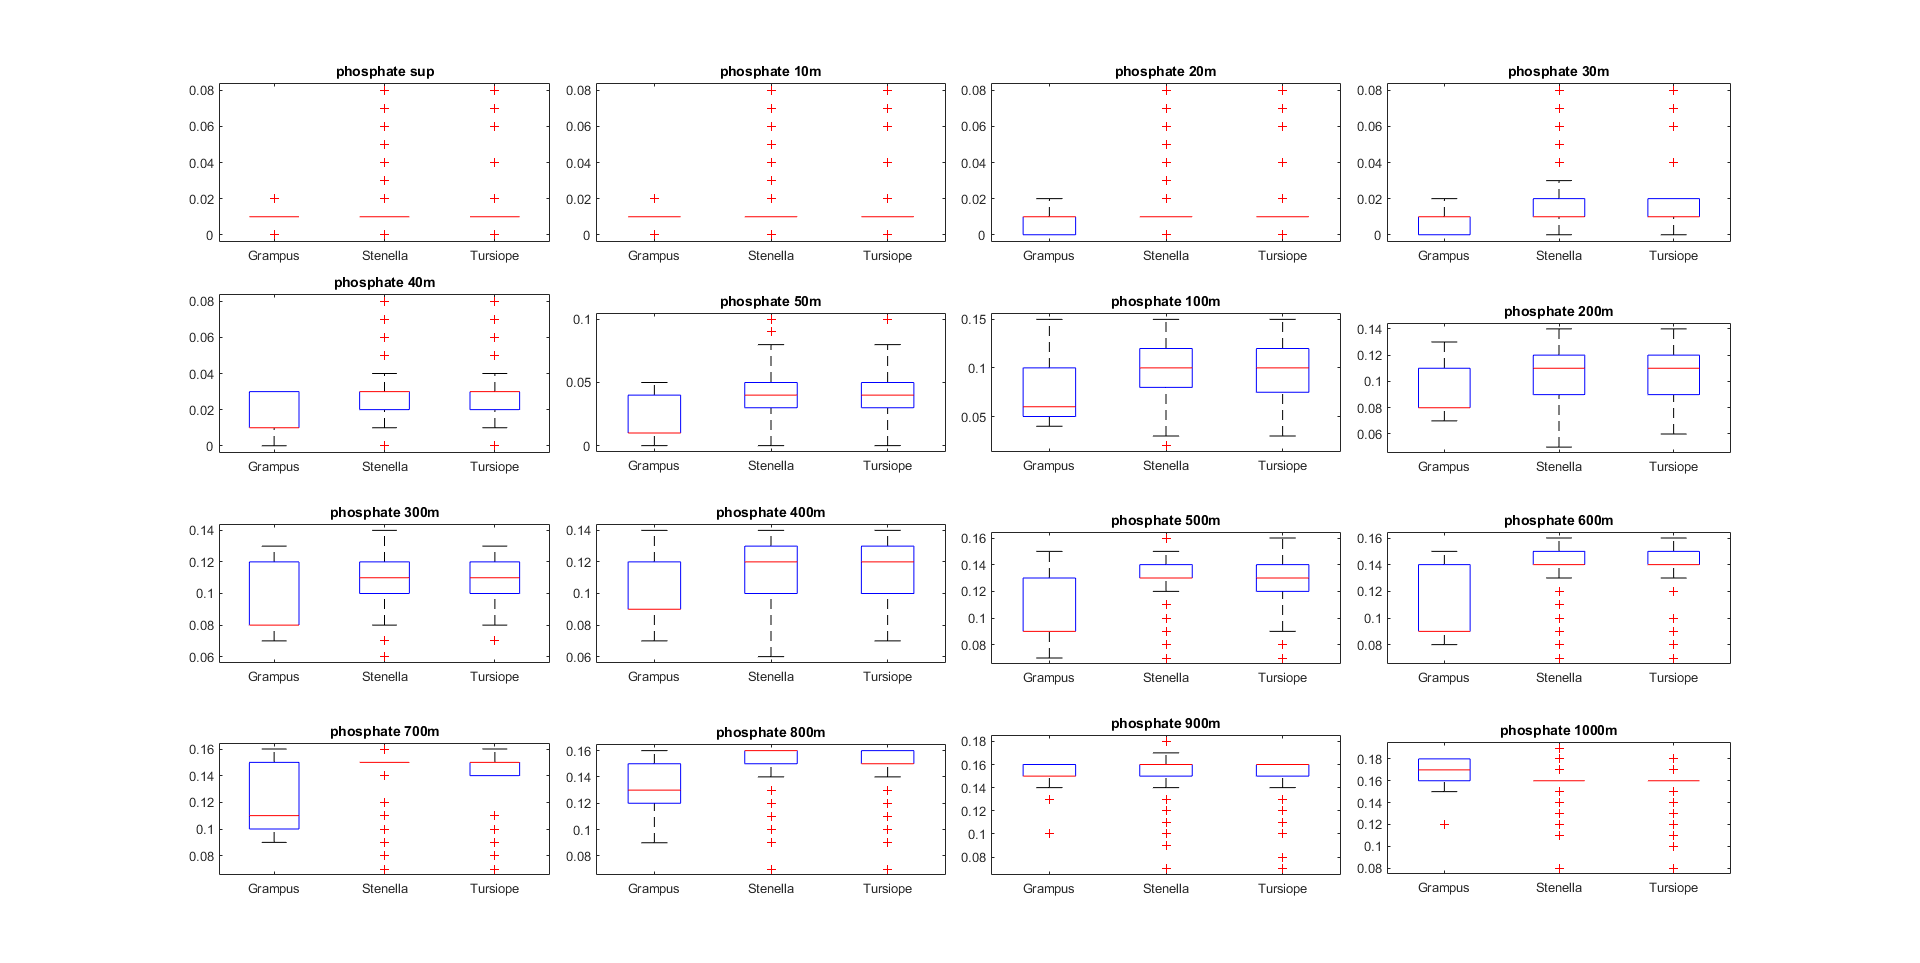 phosphate sup
0.08
0.06
0.04
0.02
0
Grampus Stenella Tursiope
phosphate 10m
0.08
0.06
0.04
0.02
0
Grampus Stenella Tursiope
phosphate 20m
0.08
0.06
0.04
0.02
0
Grampus Stenella Tursiope
phosphate 30m
0.08
0.06
0.04
0.02
0
Grampus Stenella Tursiope
phosphate 40m
0.08
0.06
0.04
0.02
0
Grampus Stenella Tursiope
phosphate 50m
0.1
0.05
0
Grampus Stenella Tursiope
phosphate 100m
0.15
0.1
0.05
Grampus Stenella Tursiope
phosphate 200m
0.14
0.12
0.1
0.08
0.06
Grampus Stenella Tursiope
phosphate 300m
0.14
0.12
0.1
0.08
0.06
Grampus Stenella Tursiope
phosphate 400m
0.14
0.12
0.1
0.08
0.06
Grampus Stenella Tursiope
phosphate 500m
0.16
0.14
0.12
0.1
0.08
Grampus Stenella Tursiope
phosphate 600m
0.16
0.14
0.12
0.1
0.08
Grampus Stenella Tursiope
phosphate 700m
0.16
0.14
0.12
0.1
0.08
Grampus Stenella Tursiope
phosphate 800m
0.16
0.14
0.12
0.1
0.08
Grampus Stenella Tursiope
phosphate 900m
0.18
0.16
0.14
0.12
0.1
0.08
Grampus Stenella Tursiope
phosphate 1000m
0.18
0.16
0.14
0.12
0.1
0.08
Grampus Stenella Tursiope